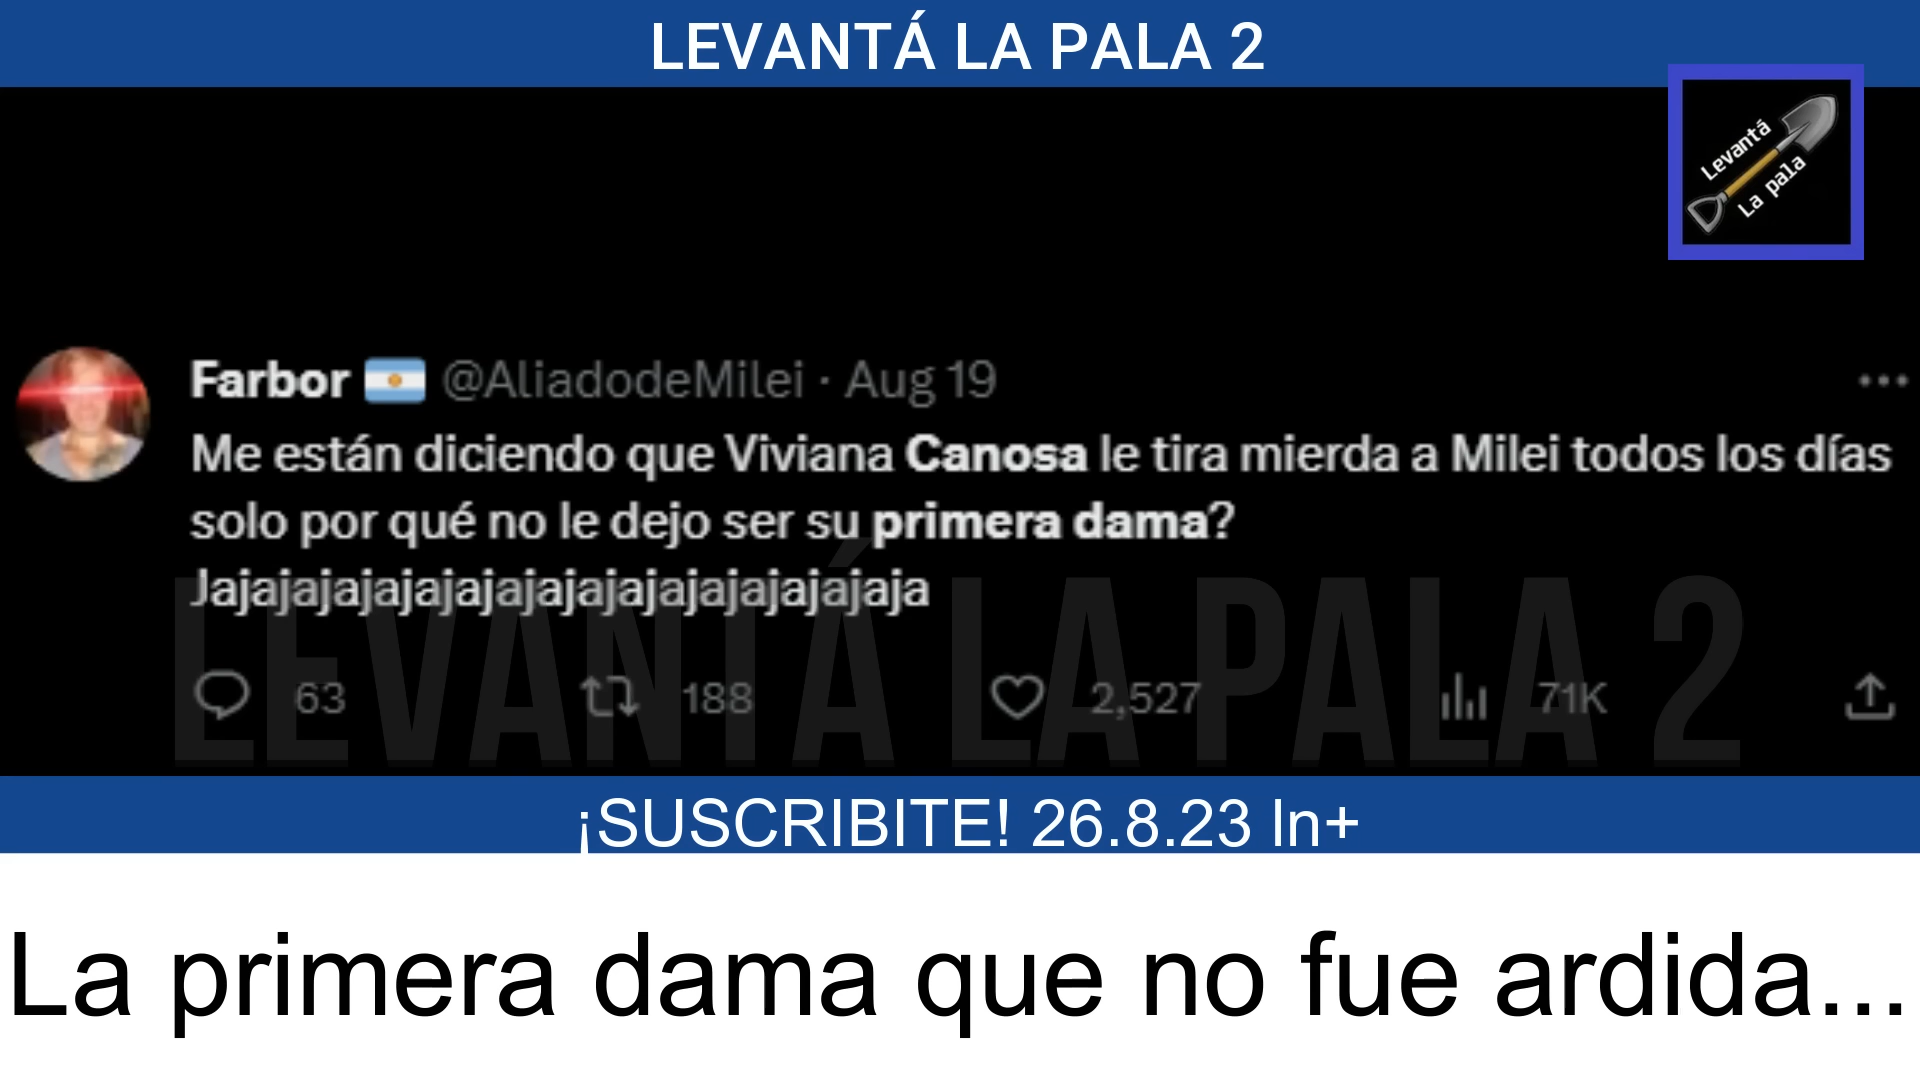 LEVANTÁ LA PALA 2
Levantá
La pala
Farbor @AliadodeMilei · Aug 19
Me están diciendo que Viviana Canosa le tira mierda a Milei todos los días
solo por qué no le dejo ser su primera dama?
Jajajajajajajajajajajajajajajajajajaja
63 188 2,527 71K
LEVANTÁ LA PALA 2
¡SUSCRIBITE! 26.8.23 ln+
La primera dama que no fue ardida...